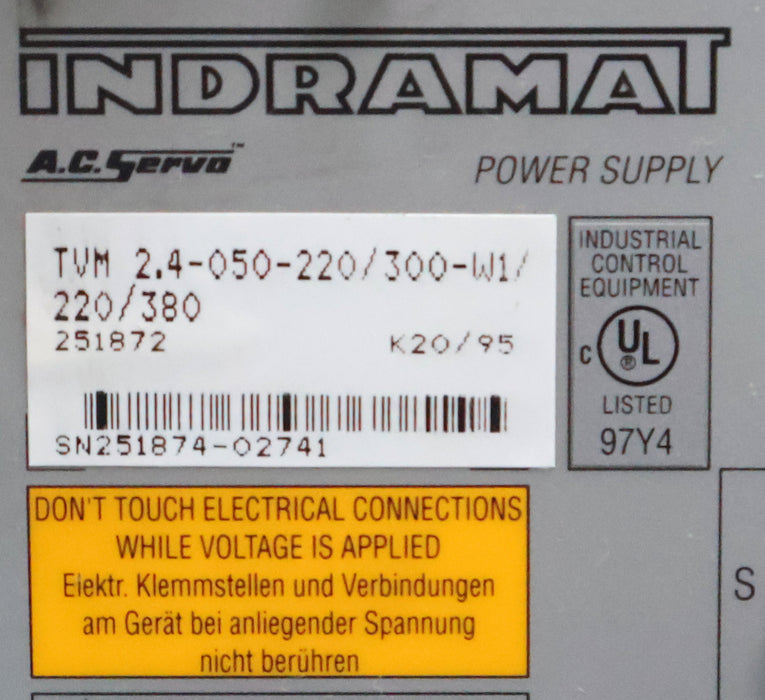 INDRAMAT
A.C. Servo™
POWER SUPPLY
TVM 2.4-050-220/300-W1/
220/380
251872 K20/95
SN251874-02741
INDUSTRIAL
CONTROL
EQUIPMENT
c UL ®
LISTED
97Y4
DON'T TOUCH ELECTRICAL CONNECTIONS
WHILE VOLTAGE IS APPLIED
Elektr. Klemmstellen und Verbindungen
am Gerät bei anliegender Spannung
nicht berühren
S